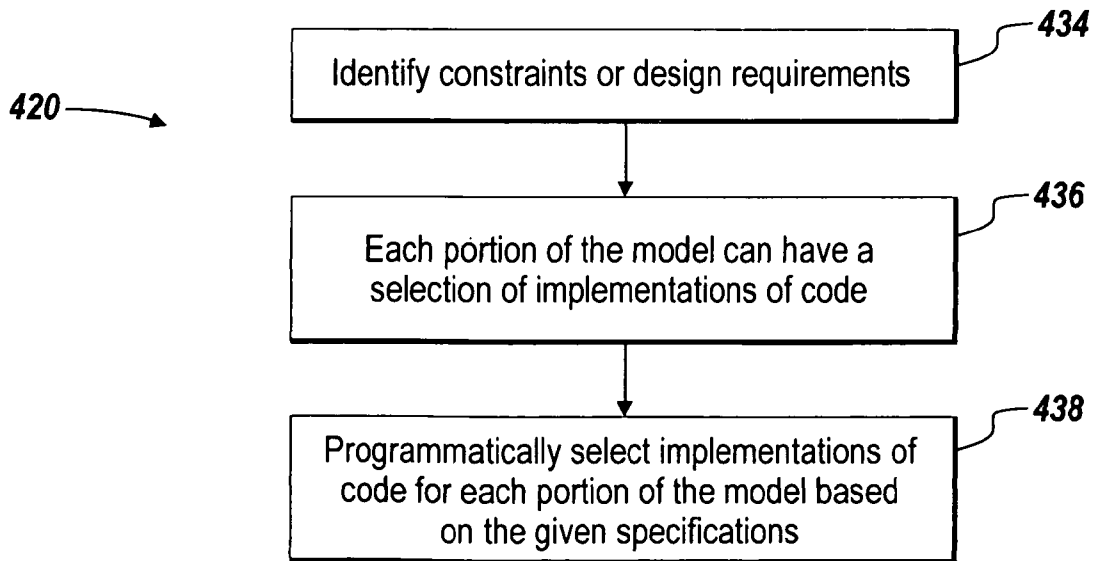 434
Identify constraints or design requirements
420
436
Each portion of the model can have a
selection of implementations of code
438
Programmatically select implementations of
code for each portion of the model based
on the given specifications